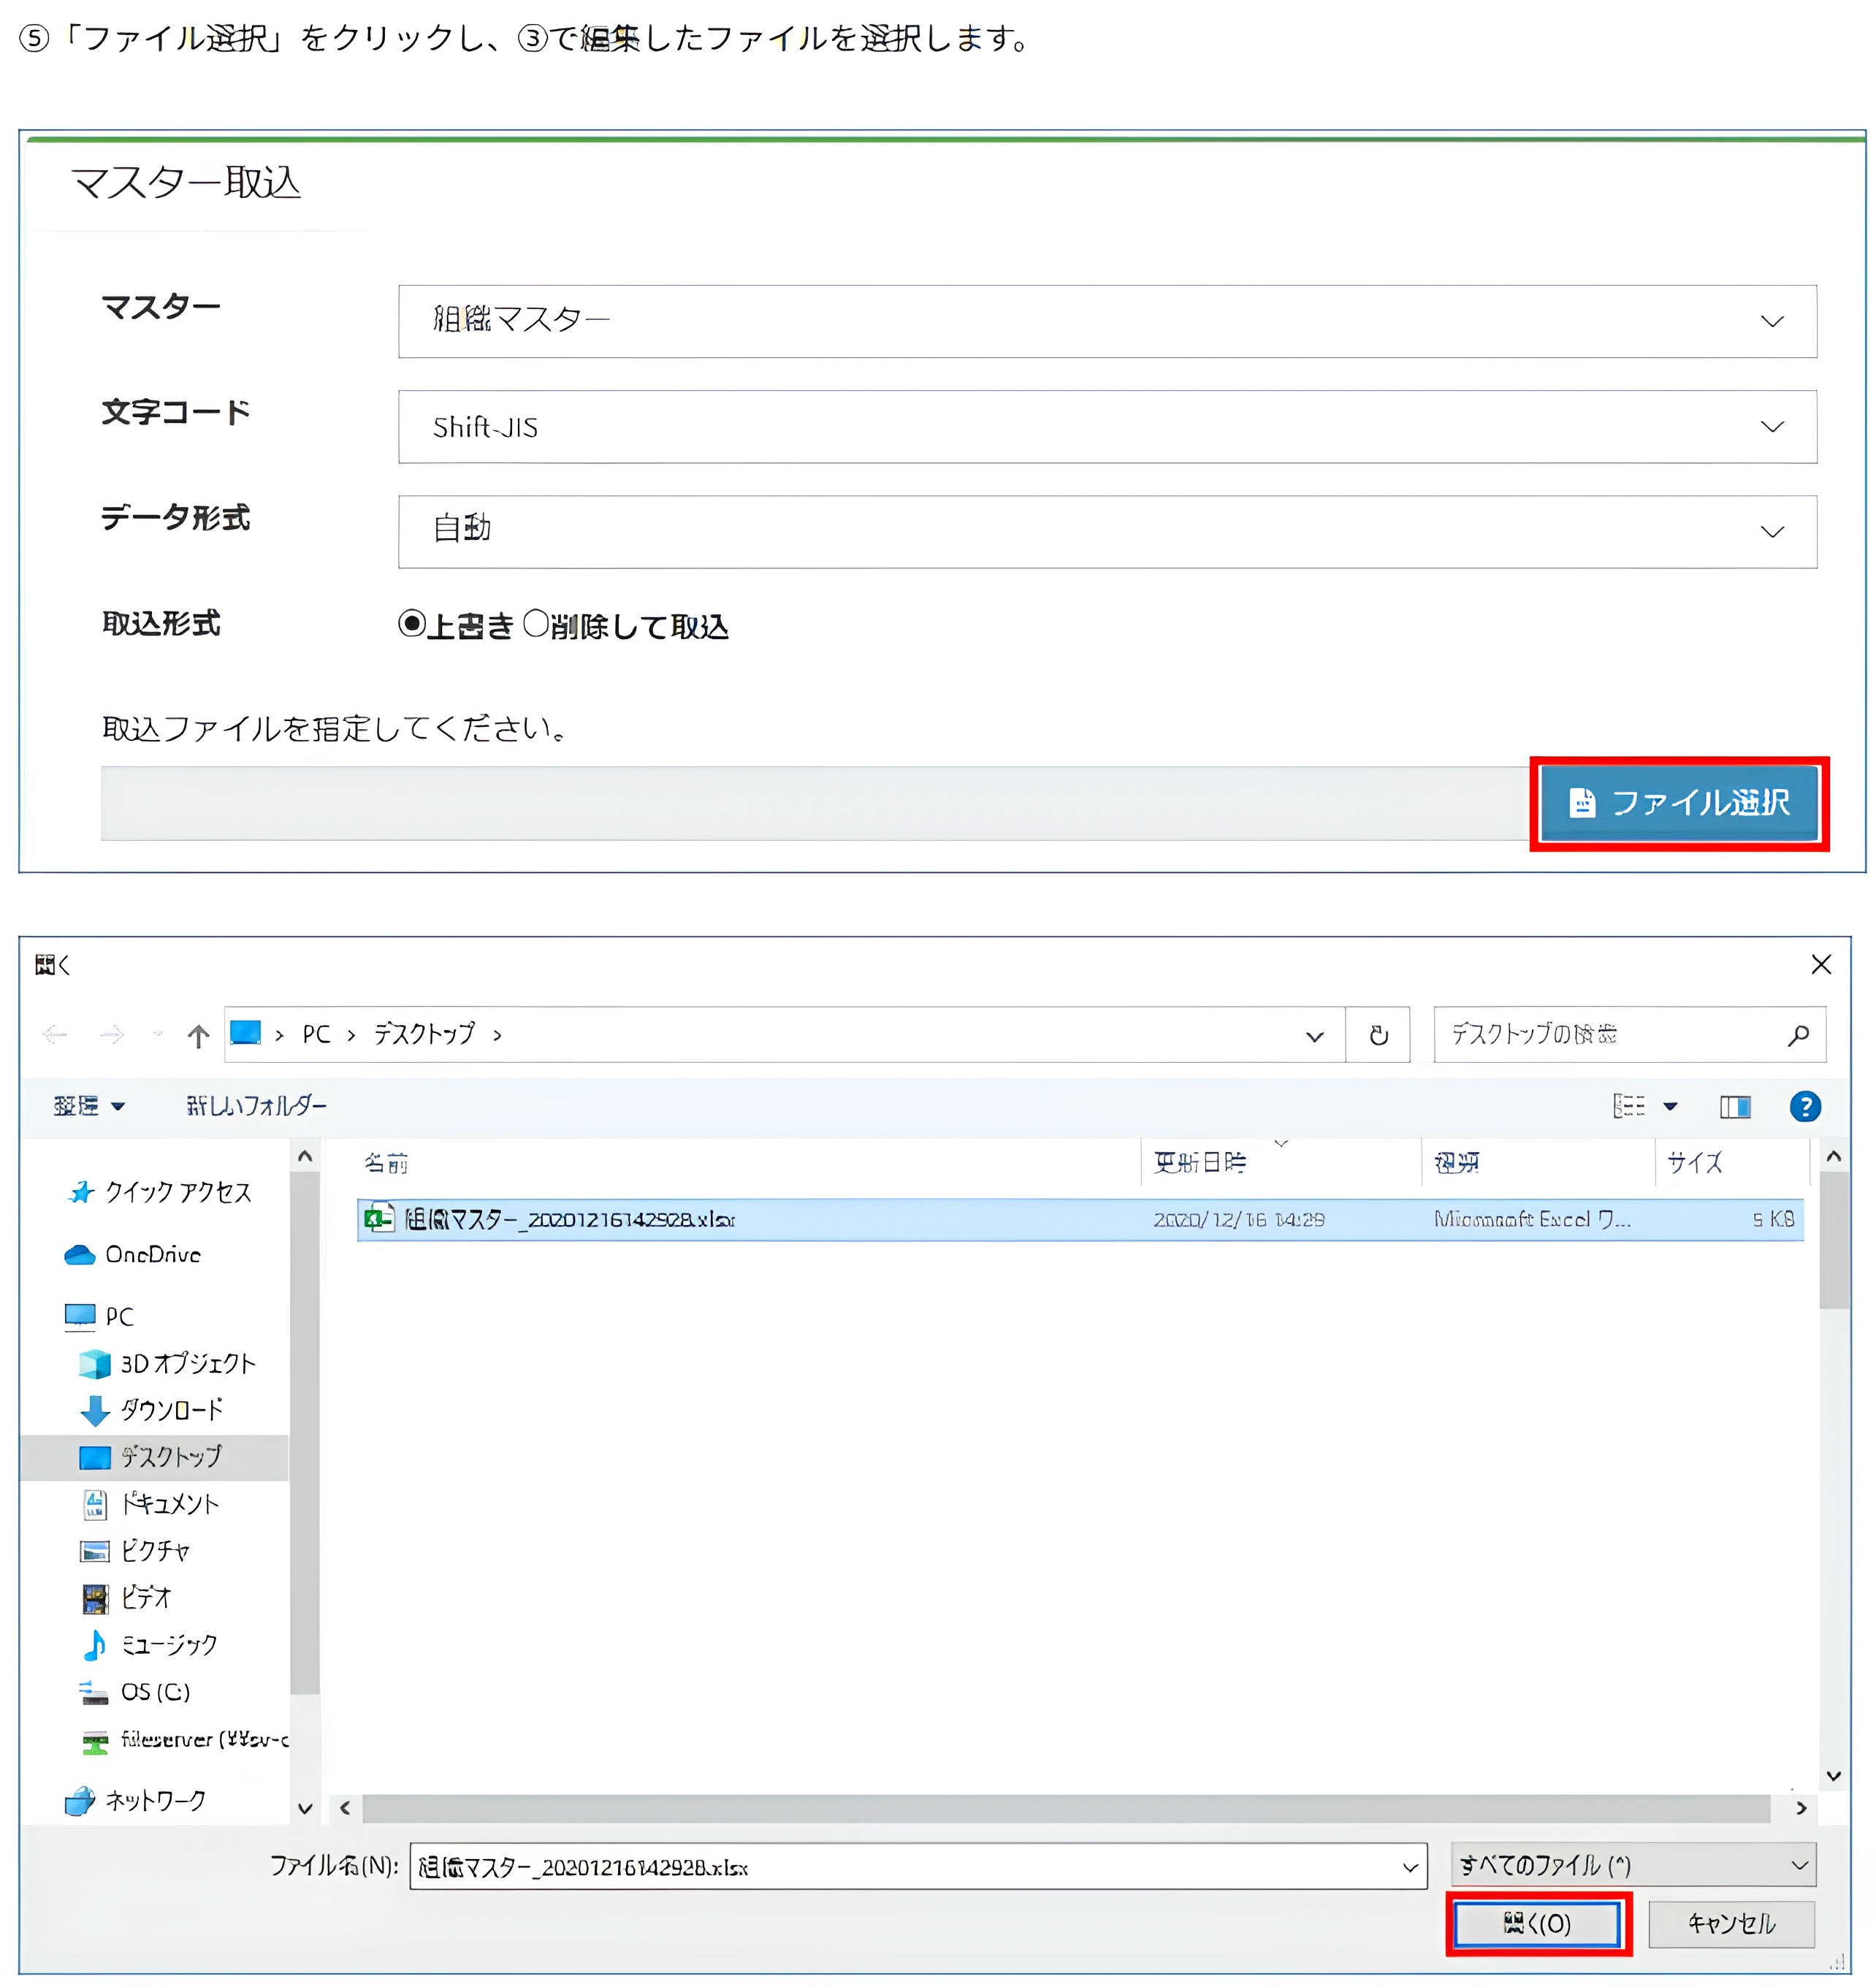 ⑤「ファイル選択」をクリックし、③で編集したファイルを選択します。
マスター取込
マスター 組織マスター
文字コード Shift-JIS
データ形式 自動
取込形式 上書き 削除して取込
取込ファイルを指定してください。
ファイル選択
開く
PC デスクトップ デスクトップの検索
整理 新しいフォルダー
名前 更新日時 種類 サイズ
組織マスター_20201216142928.xlsx 2020/12/16 14:29 Microsoft Excel ワ... 5 KB
クイック アクセス
OneDrive
PC
3D オブジェクト
ダウンロード
デスクトップ
ドキュメント
ピクチャ
ビデオ
ミュージック
OS (C:)
fileserver (¥¥sv-c
ネットワーク
ファイル名(N): 組織マスター_20201216142928.xlsx すべてのファイル (*)
開く(O) キャンセル